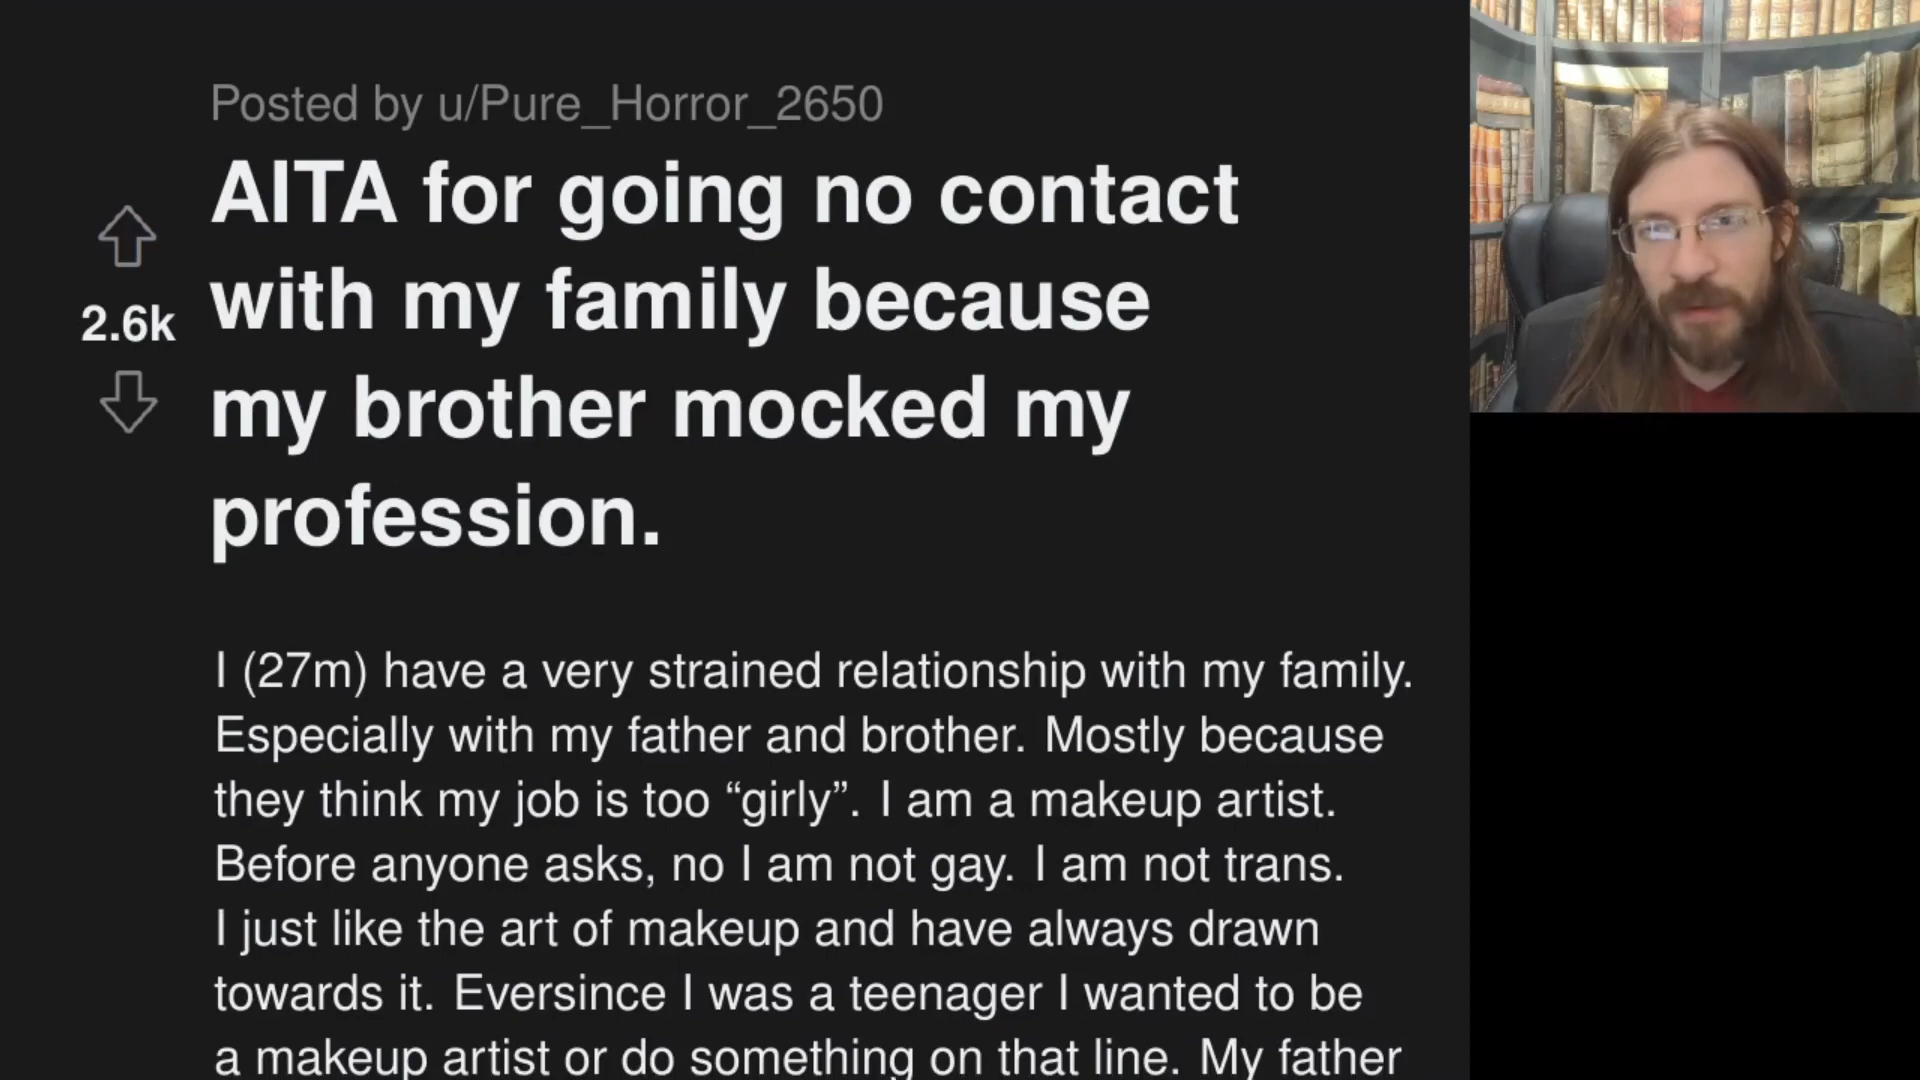 Posted by u/Pure_Horror_2650
AITA for going no contact
with my family because
2.6k
my brother mocked my
profession.
I (27m) have a very strained relationship with my family.
Especially with my father and brother. Mostly because
they think my job is too “girly”. I am a makeup artist.
Before anyone asks, no I am not gay. I am not trans.
I just like the art of makeup and have always drawn
towards it. Eversince I was a teenager I wanted to be
a makeup artist or do something on that line. My father